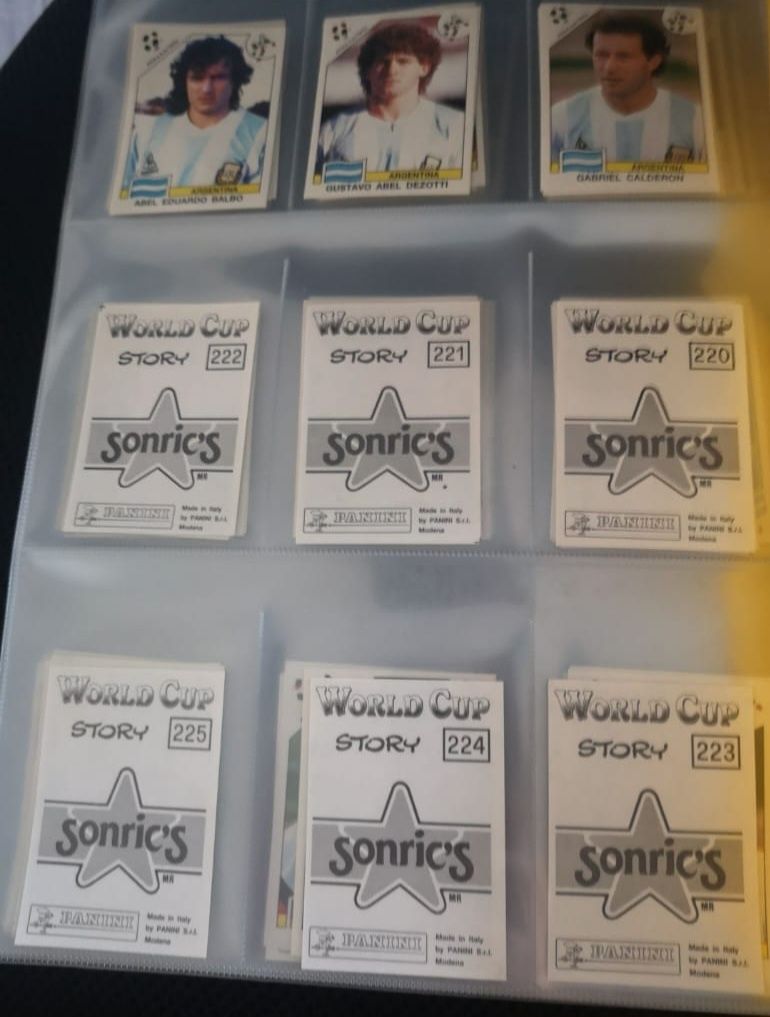 ARGENTINA
ABEL EDUARDO BALBO
ARGENTINA
GUSTAVO ABEL DEZOTTI
ARGENTINA
GABRIEL CALDERON
WORLD CUP
STORY 222
sonric's
MR
PANINI
Made in Italy
by PANINI S.r.l.
Modena
WORLD CUP
STORY 221
sonric's
MR
PANINI
Made in Italy
by PANINI S.r.l.
Modena
WORLD CUP
STORY 220
sonric's
MR
PANINI
Made in Italy
by PANINI S.r.l.
Modena
WORLD CUP
STORY 225
sonric's
MR
PANINI
Made in Italy
by PANINI S.r.l.
Modena
WORLD CUP
STORY 224
sonric's
MR
PANINI
Made in Italy
by PANINI S.r.l.
Modena
WORLD CUP
STORY 223
sonric's
MR
PANINI
Made in Italy
by PANINI S.r.l.
Modena